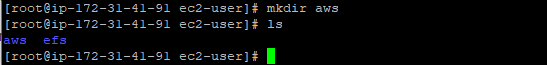 [root@ip-172-31-41-91 ec2-user]# mkdir aws
[root@ip-172-31-41-91 ec2-user]# ls
aws  efs
[root@ip-172-31-41-91 ec2-user]#